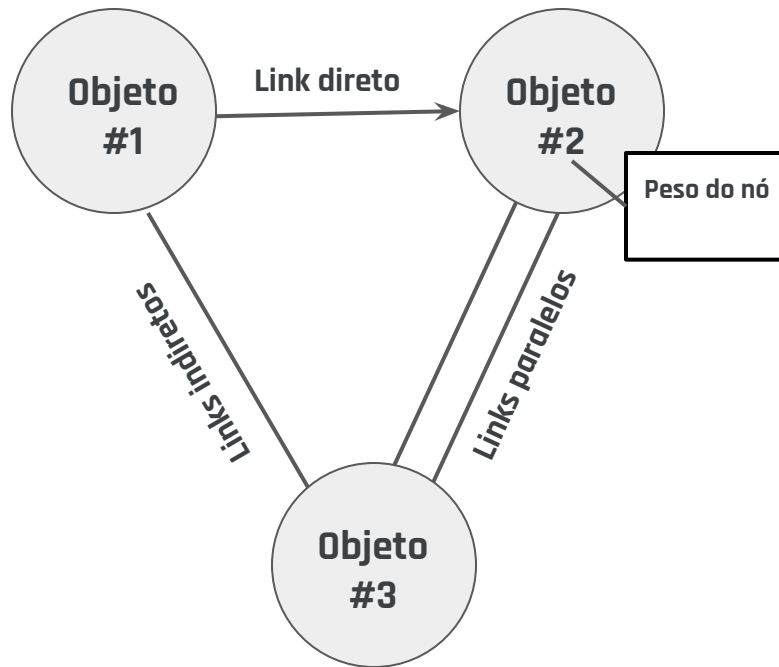 Objeto
#1
Link direto
Objeto
#2
Peso do nó
Links indiretos
Links paralelos
Objeto
#3